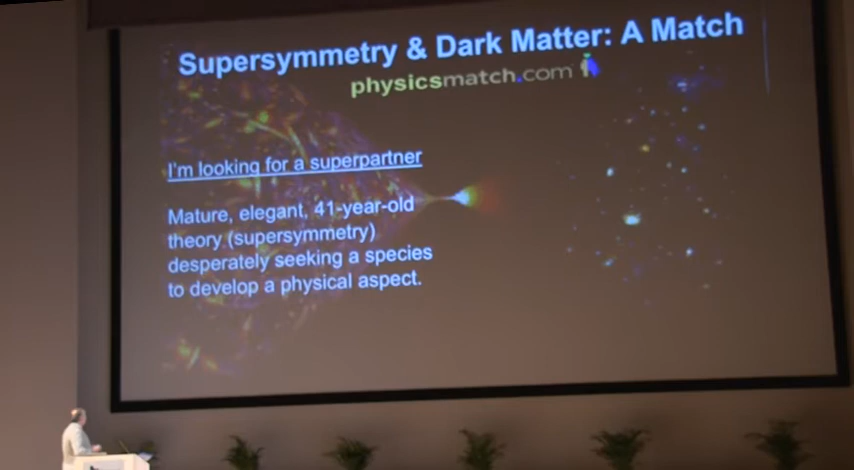 Supersymmetry & Dark Matter: A Match
physicsmatch.com
I'm looking for a superpartner
Mature, elegant, 41-year-old
theory (supersymmetry)
desperately seeking a species
to develop a physical aspect.